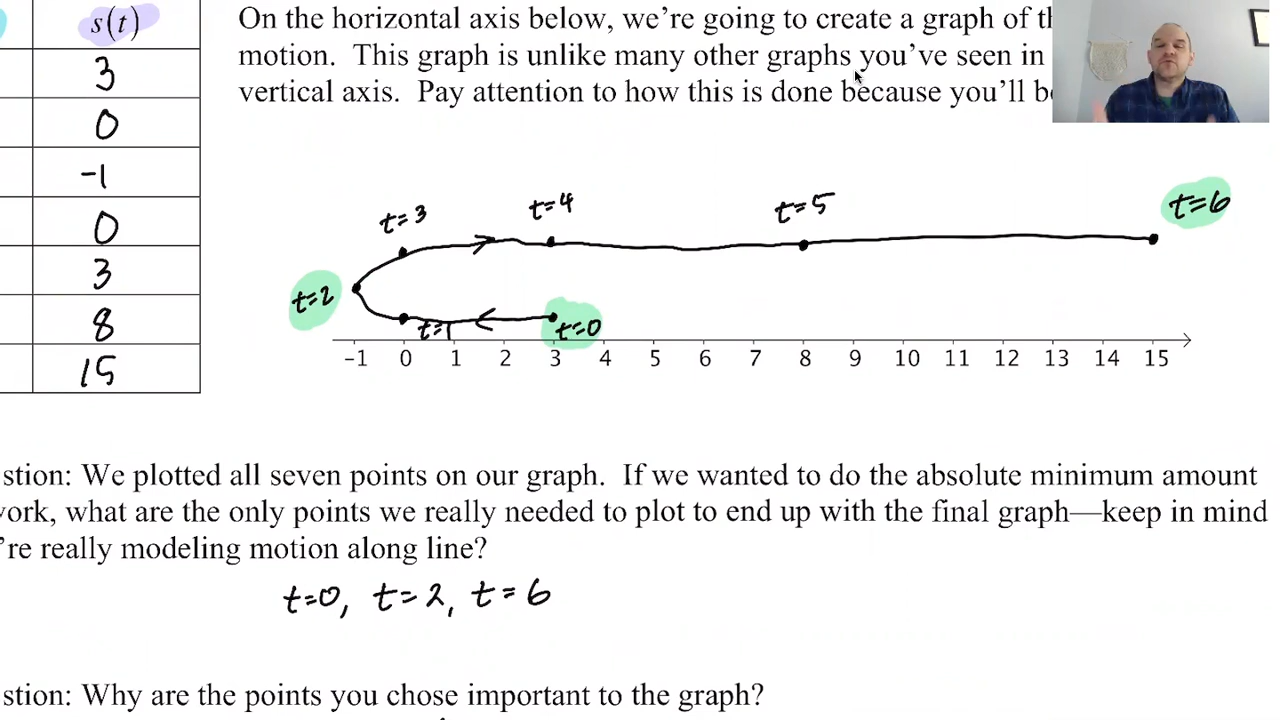 s(t)
3
0
-1
0
3
8
15
On the horizontal axis below, we're going to create a graph of
motion. This graph is unlike many other graphs you've seen in
vertical axis. Pay attention to how this is done because you'll
t=3
t=4
t=5
t=6
t=2
t=1
t=0
-1 0 1 2 3 4 5 6 7 8 9 10 11 12 13 14 15
stion: We plotted all seven points on our graph. If we wanted to do the absolute minimum amount
work, what are the only points we really needed to plot to end up with the final graph—keep in mind
're really modeling motion along line?
t=0, t=2, t=6
stion: Why are the points you chose important to the graph?